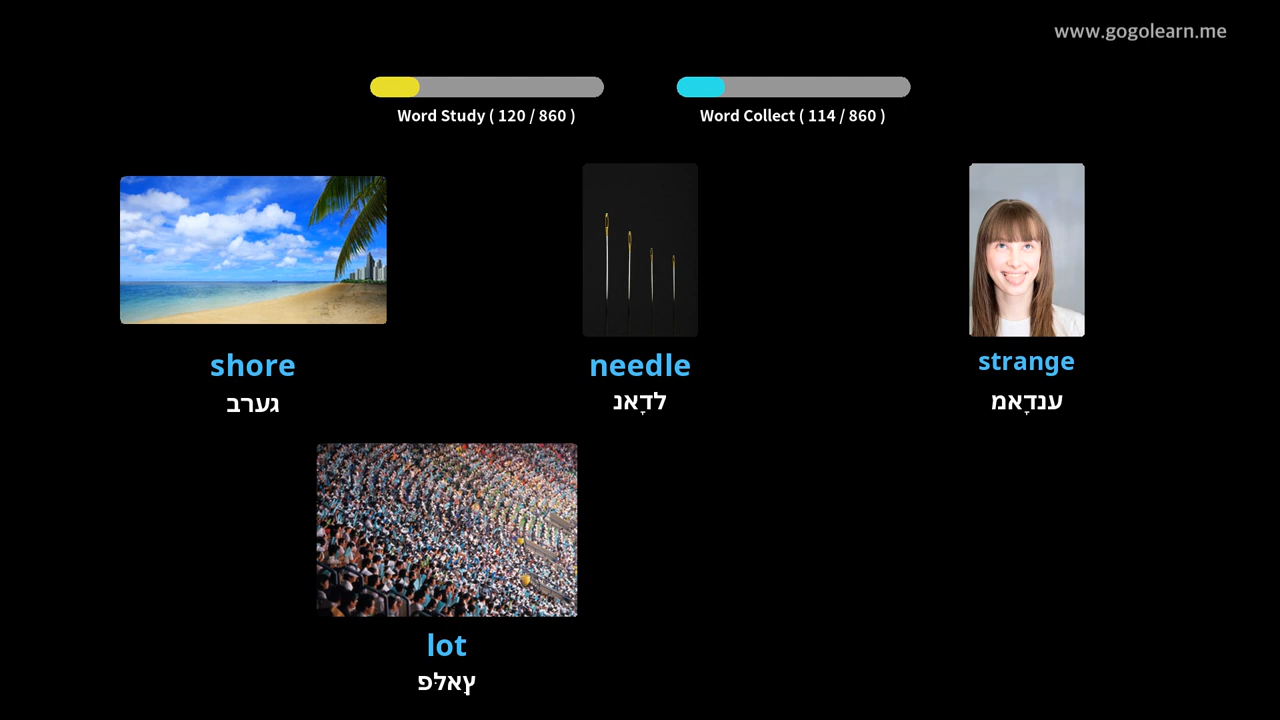 www.gogolearn.me
Word Study ( 120 / 860 )
Word Collect ( 114 / 860 )
shore
גערב
needle
לדָאנ
strange
ענדָאמ
lot
ץַאלּפ